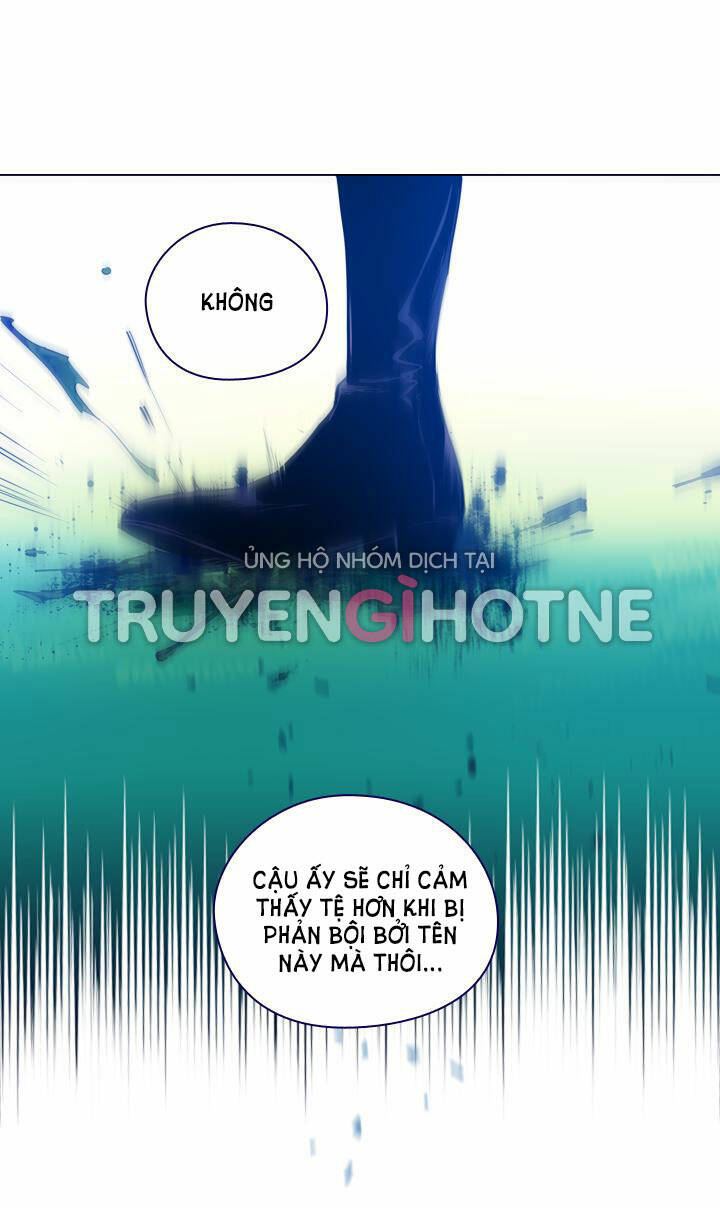 KHÔNG
ỦNG HỘ NHÓM DỊCH TẠI
TRUYENGÌHOTNE
CẬU ẤY SẼ CHỈ CẢM
THẤY TỆ HƠN KHI BỊ
PHẢN BỘI BỞI TÊN
NÀY MÀ THÔI...